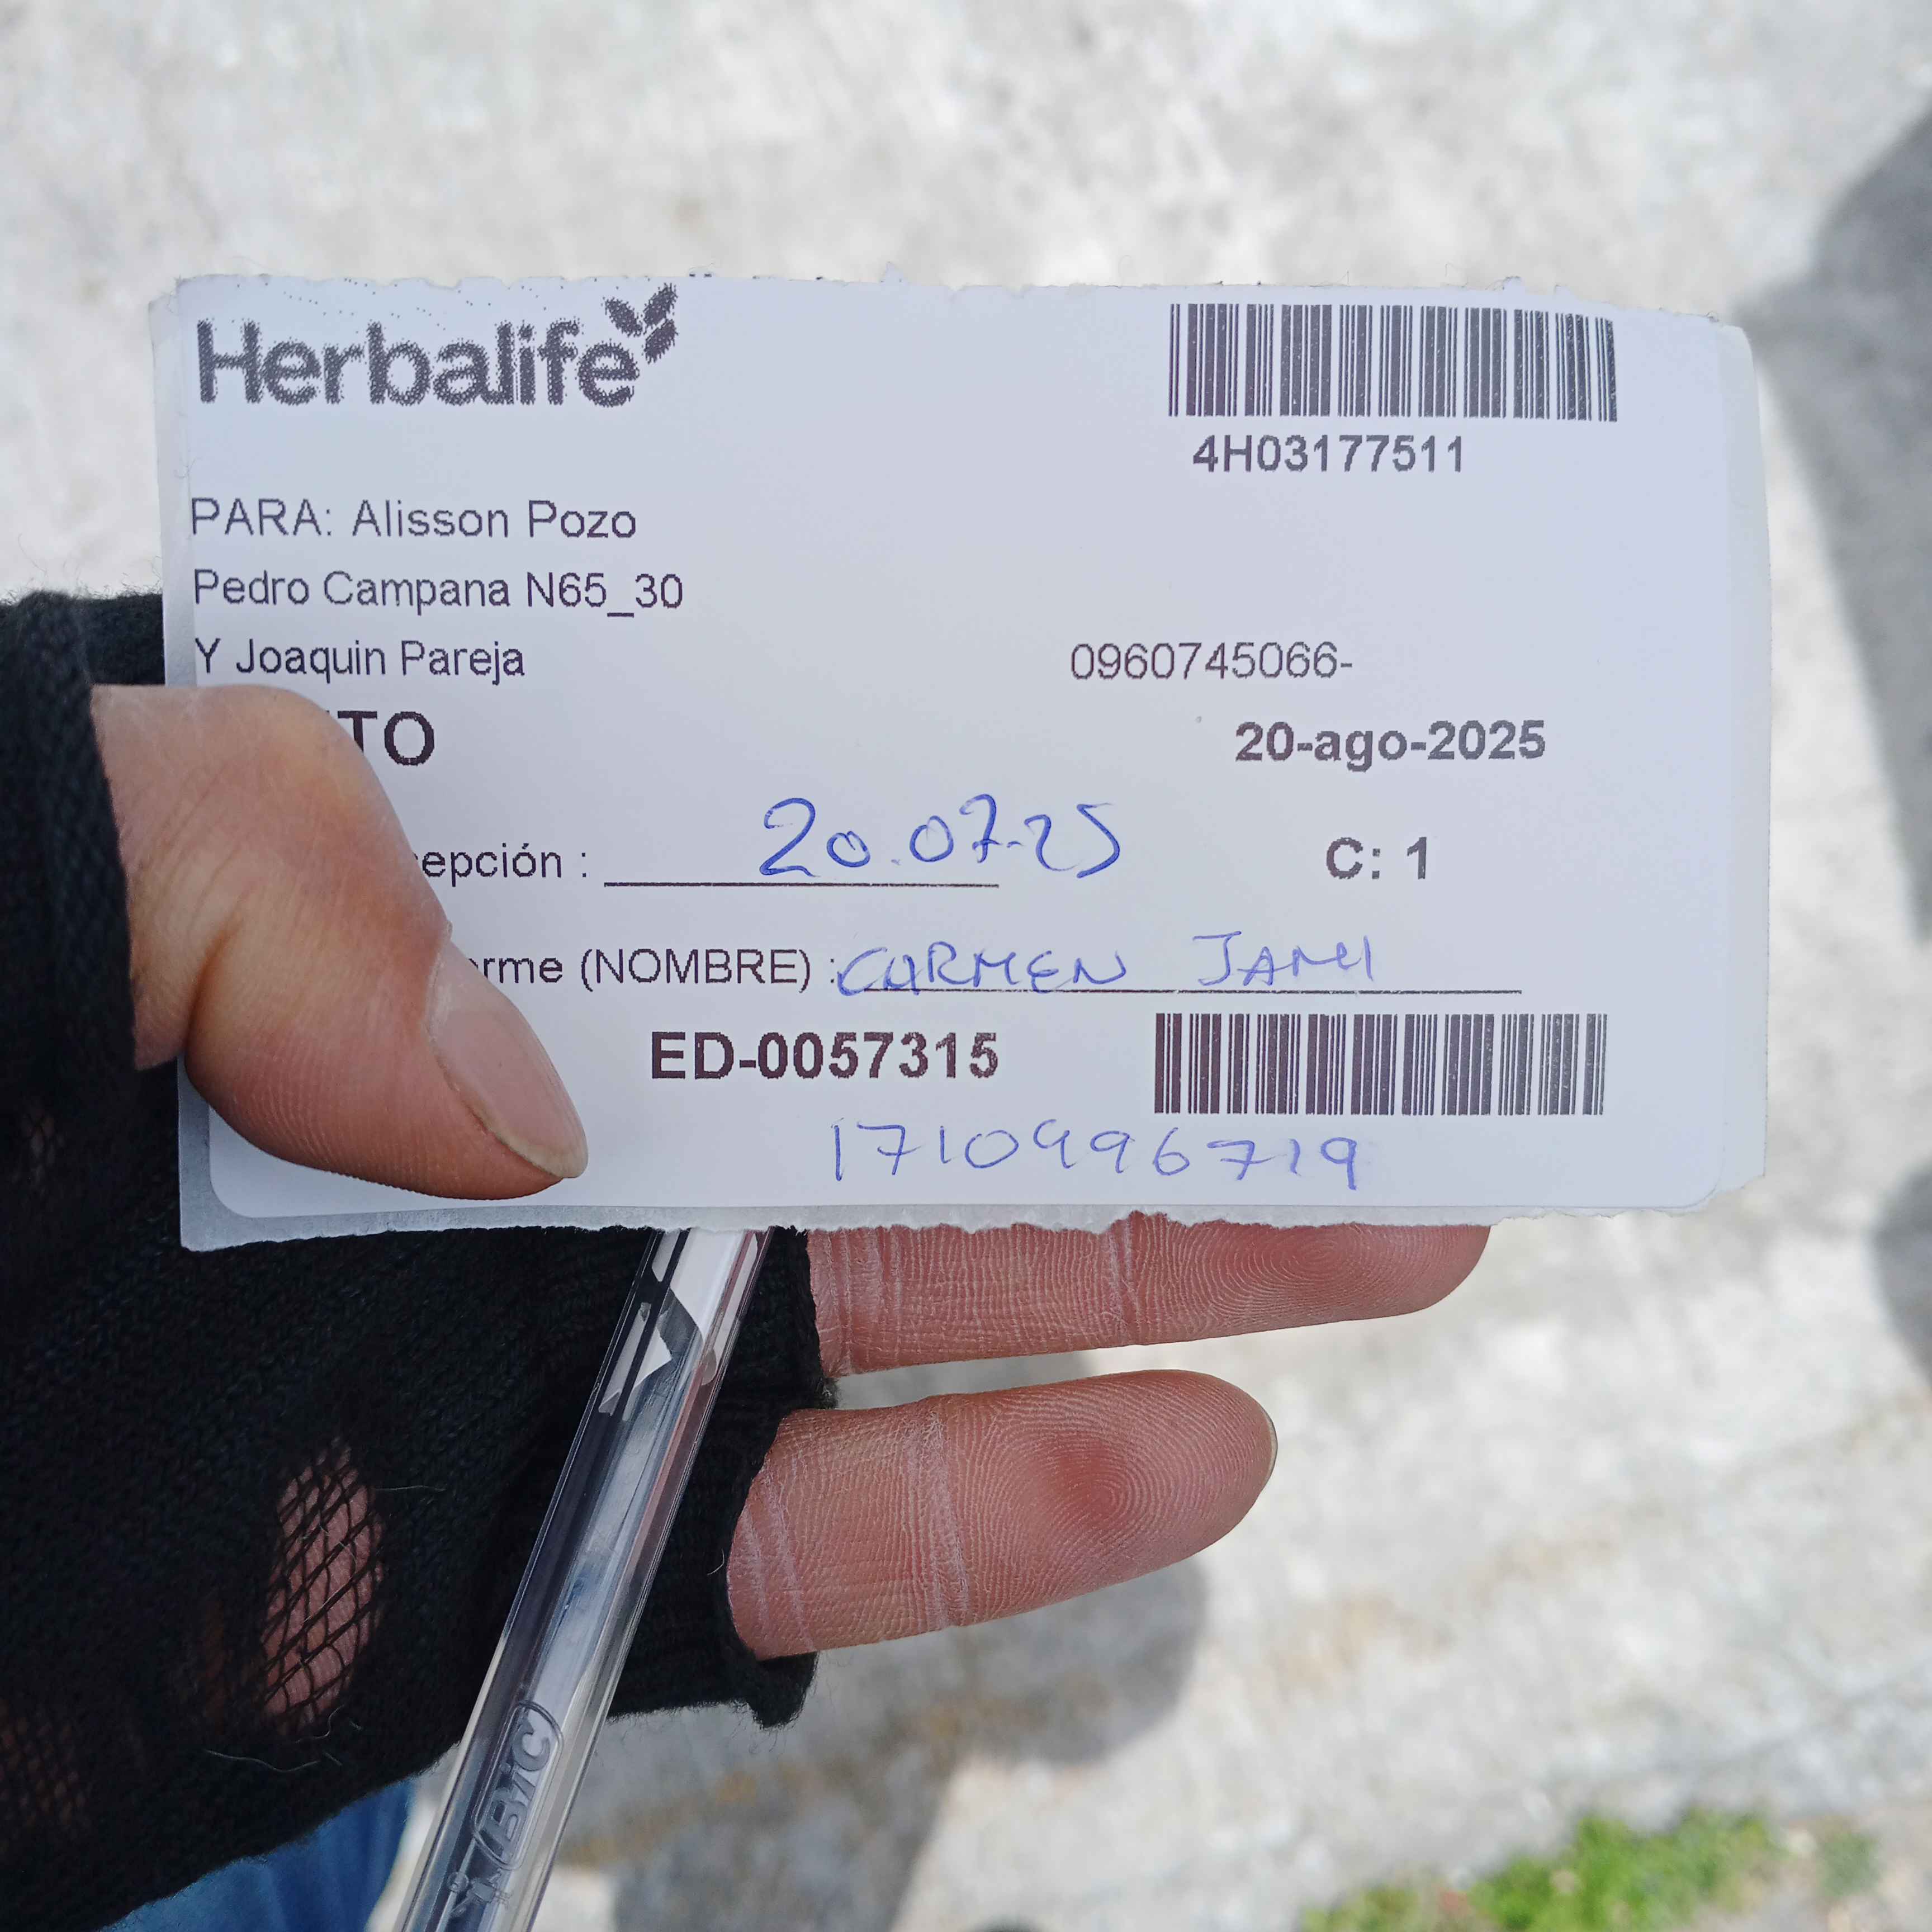 Herbalife
4H03177511
PARA: Alisson Pozo
Pedro Campana N65_30
Y Joaquin Pareja 0960745066-
TO 20-ago-2025
epción : 20.07.25 C: 1
rme (NOMBRE) : CARMEN JAMI
ED-0057315
1710996719
BIC